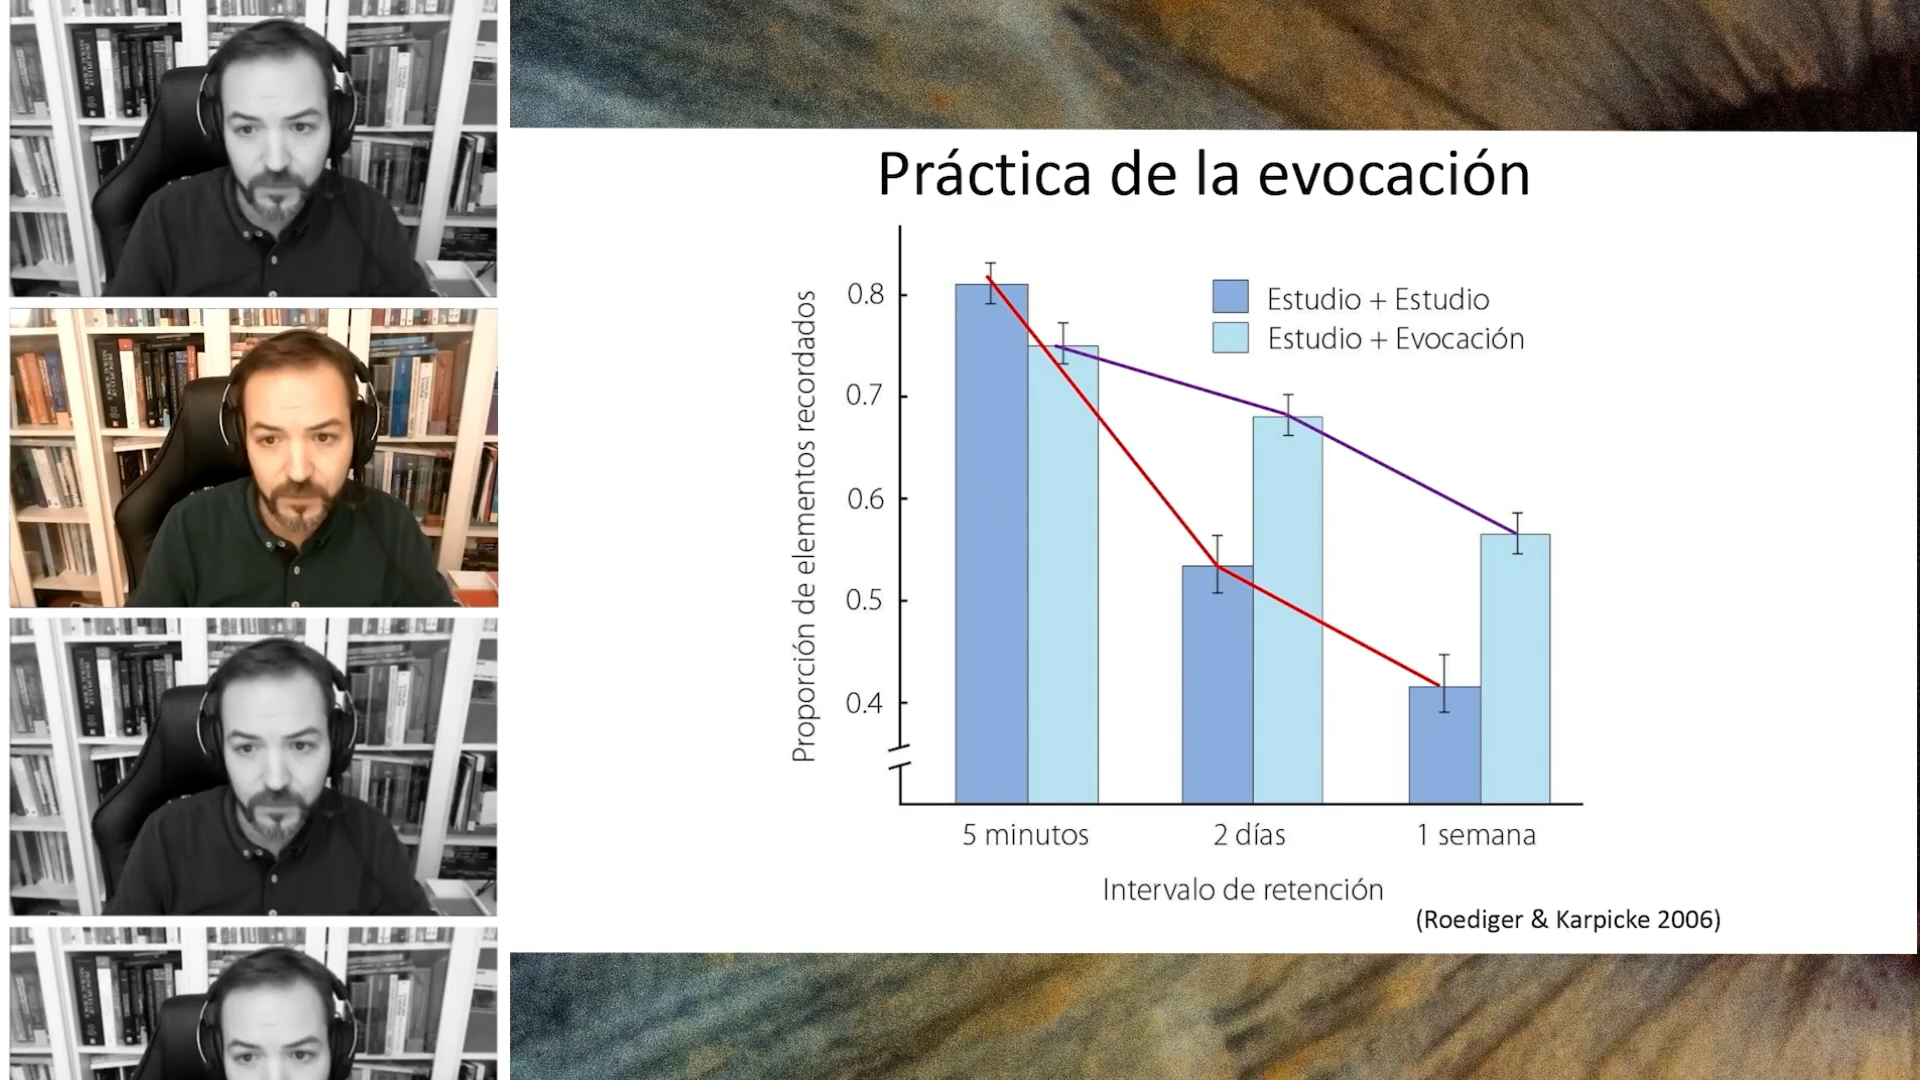 Práctica de la evocación
Estudio + Estudio
Estudio + Evocación
Proporción de elementos recordados
0.8
0.7
0.6
0.5
0.4
5 minutos
2 días
1 semana
Intervalo de retención
(Roediger & Karpicke 2006)